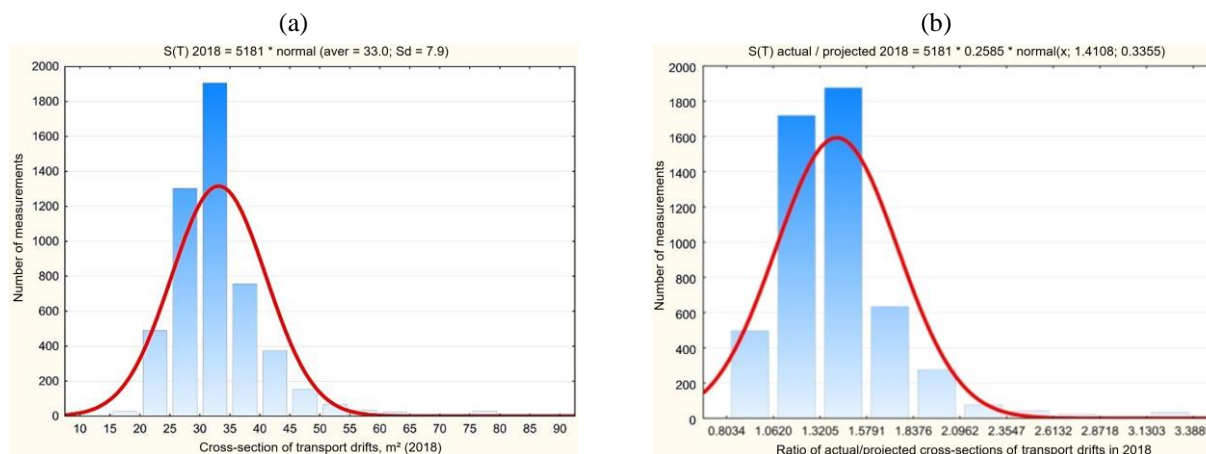 (a)
S(T) 2018 = 5181 * normal (aver = 33.0; Sd = 7.9)
2000
1800
1600
1400
1200
1000
800
600
400
200
0
Number of measurements
10 15 20 25 30 35 40 45 50 55 60 65 70 75 80 85 90
Cross-section of transport drifts, m² (2018)
(b)
S(T) actual / projected 2018 = 5181 * 0.2585 * normal(x; 1.4108; 0.3355)
2000
1800
1600
1400
1200
1000
800
600
400
200
0
Number of measurements
0.8034 1.0620 1.3205 1.5791 1.8376 2.0962 2.3547 2.6132 2.8718 3.1303 3.3889
Ratio of actual/projected cross-sections of transport drifts in 2018